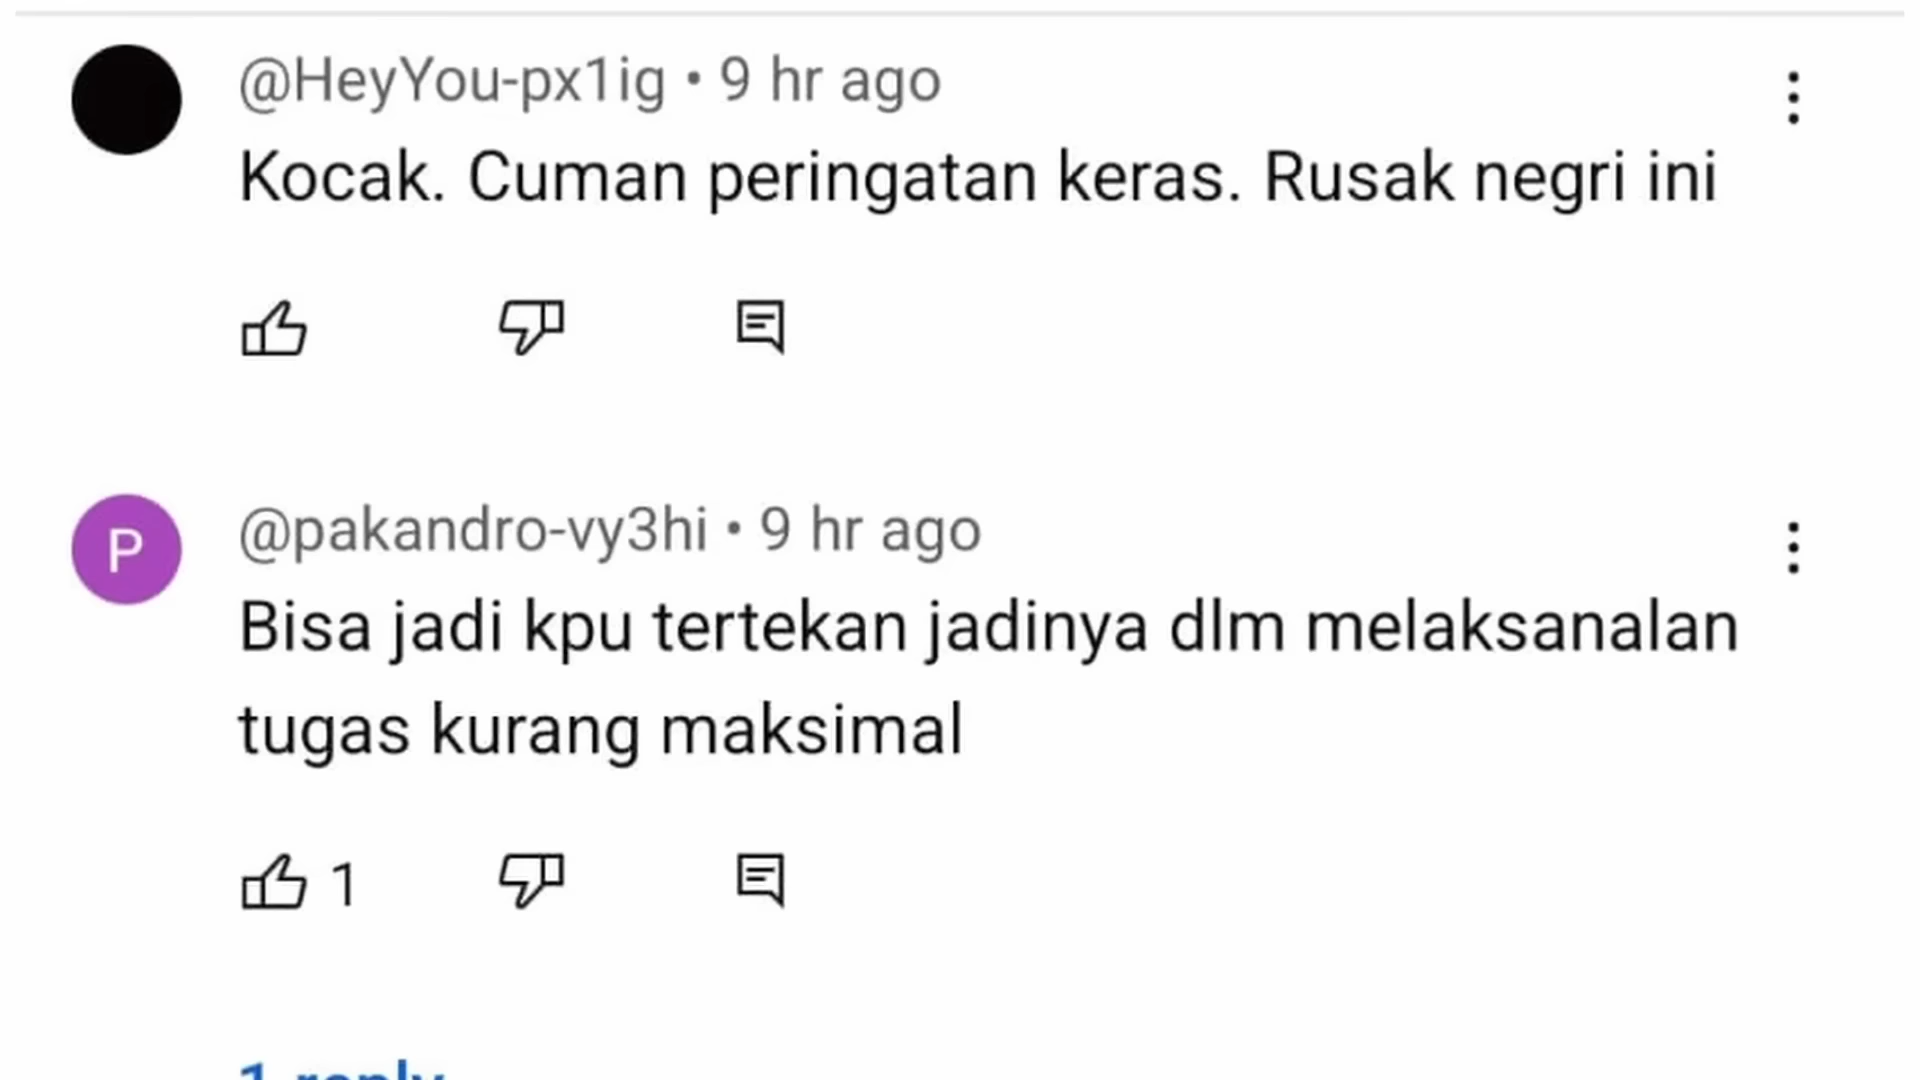 @HeyYou-px1ig • 9 hr ago
Kocak. Cuman peringatan keras. Rusak negri ini
P
@pakandro-vy3hi • 9 hr ago
Bisa jadi kpu tertekan jadinya dlm melaksanalan
tugas kurang maksimal
1
1 reply